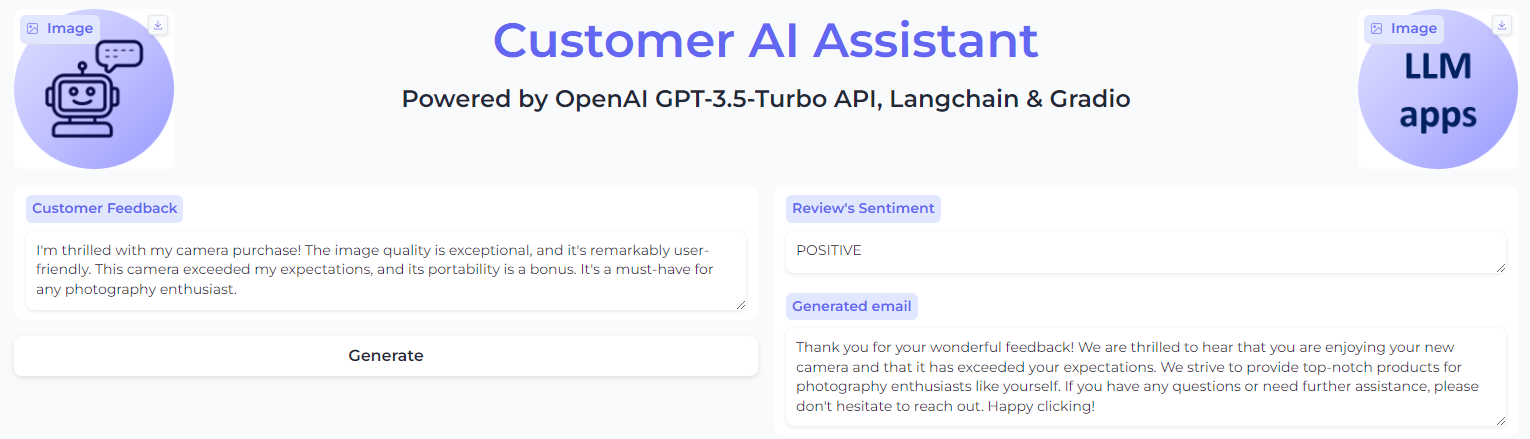 Image
Customer AI Assistant
Image
Powered by OpenAI GPT-3.5-Turbo API, Langchain & Gradio
LLM
apps
Customer Feedback
I'm thrilled with my camera purchase! The image quality is exceptional, and it's remarkably user-
friendly. This camera exceeded my expectations, and its portability is a bonus. It's a must-have for
any photography enthusiast.
Generate
Review's Sentiment
POSITIVE
Generated email
Thank you for your wonderful feedback! We are thrilled to hear that you are enjoying your new
camera and that it has exceeded your expectations. We strive to provide top-notch products for
photography enthusiasts like yourself. If you have any questions or need further assistance, please
don't hesitate to reach out. Happy clicking!